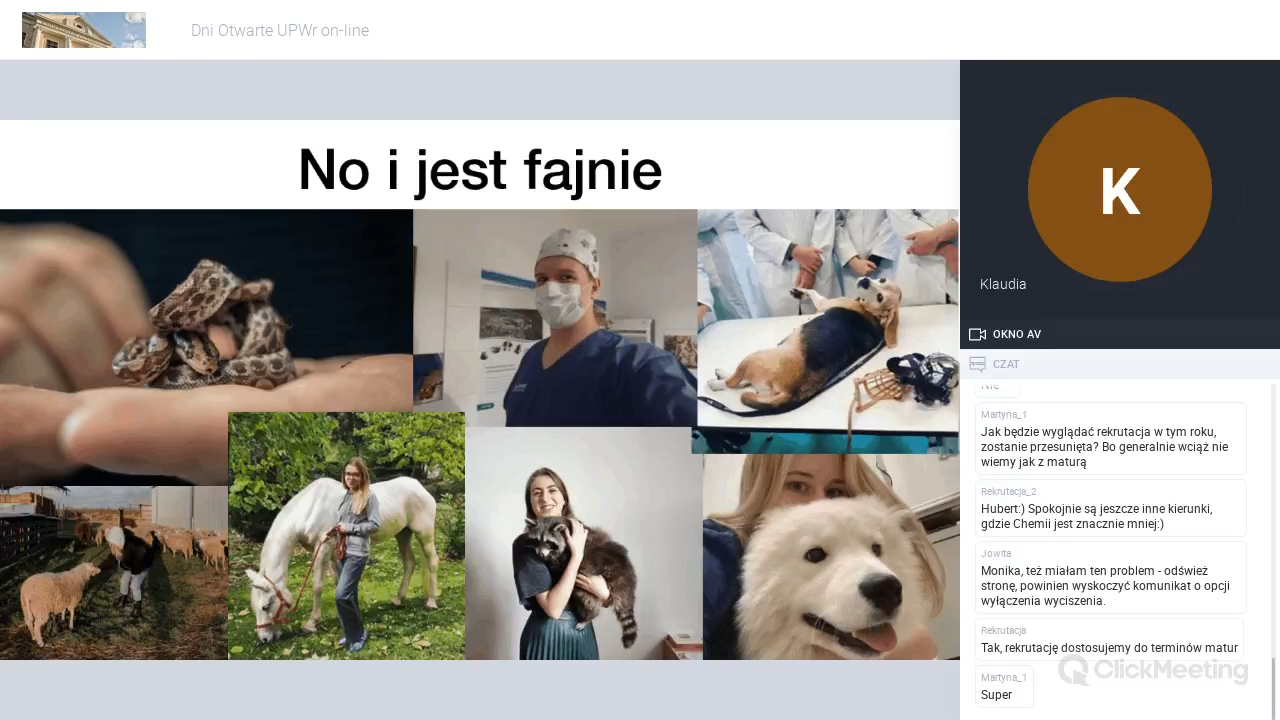 Dni Otwarte UPWr on-line
No i jest fajnie
K
Klaudia
OKNO AV
CZAT
Nie
Martyna_1
Jak będzie wyglądać rekrutacja w tym roku,
zostanie przesunięta? Bo generalnie wciąż nie
wiemy jak z maturą
Rekrutacja_2
Hubert:) Spokojnie są jeszcze inne kierunki,
gdzie Chemii jest znacznie mniej:)
Jowita
Monika, też miałam ten problem - odśwież
stronę, powinien wyskoczyć komunikat o opcji
wyłączenia wyciszenia.
Rekrutacja
Tak, rekrutację dostosujemy do terminów matur
ClickMeeting
Martyna_1
Super